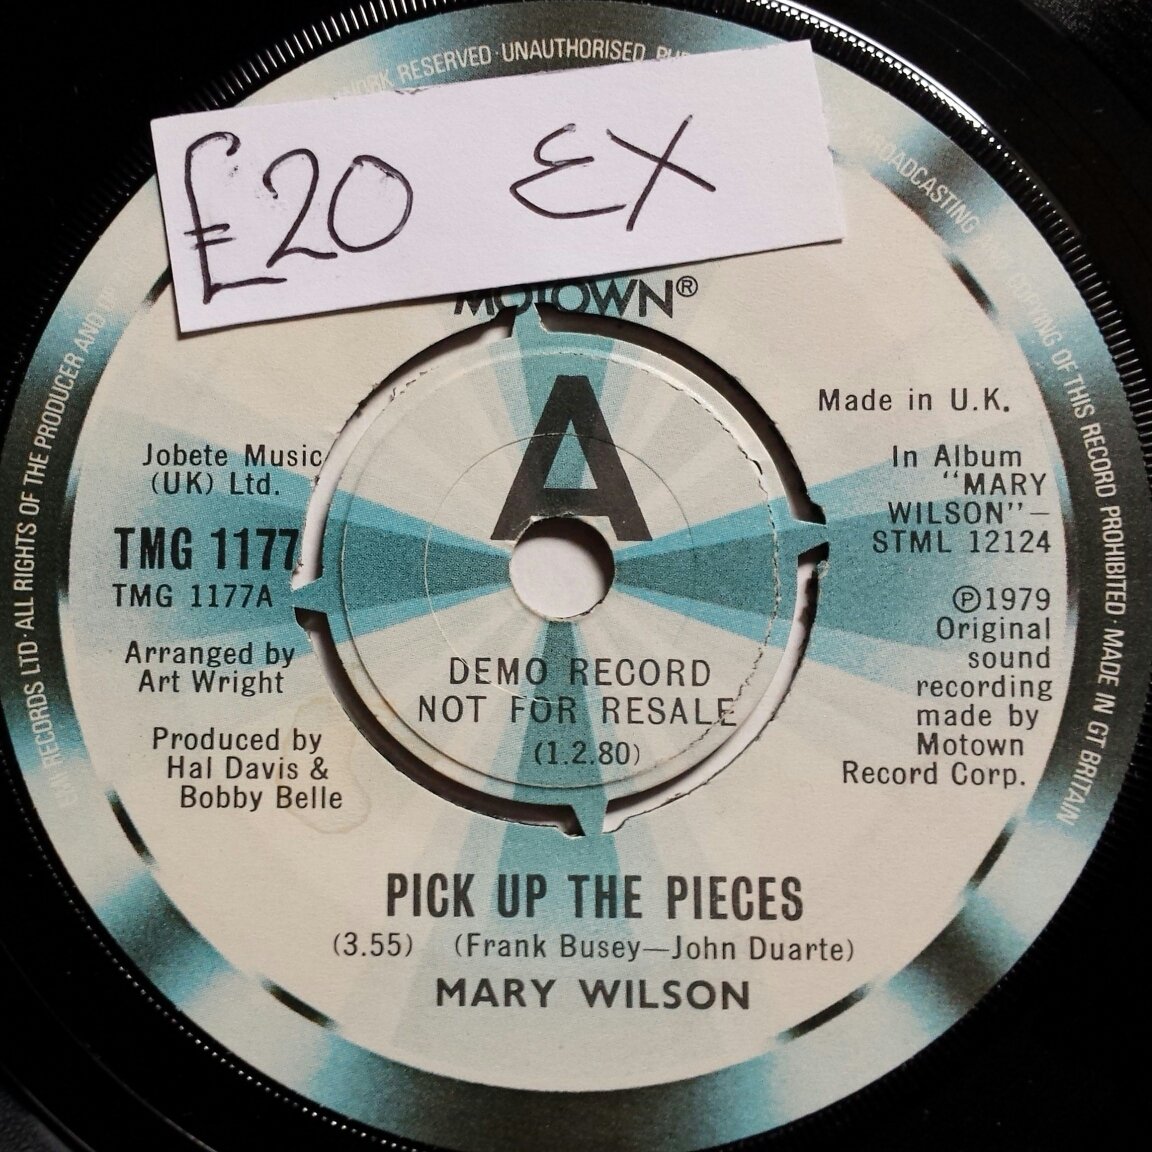 £20 EX
WORK RESERVED · UNAUTHORISED
BROADCASTING AND COPYING OF THIS RECORD PROHIBITED · MADE IN GT BRITAIN
EMI RECORDS LTD · ALL RIGHTS OF THE PRODUCER AND
MOTOWN®
A
Made in U.K.
Jobete Music
(UK) Ltd.
TMG 1177
TMG 1177A
Arranged by
Art Wright
Produced by
Hal Davis &
Bobby Belle
In Album
"MARY
WILSON"—
STML 12124
Ⓟ1979
Original
sound
recording
made by
Motown
Record Corp.
DEMO RECORD
NOT FOR RESALE
(1.2.80)
PICK UP THE PIECES
(3.55) (Frank Busey—John Duarte)
MARY WILSON